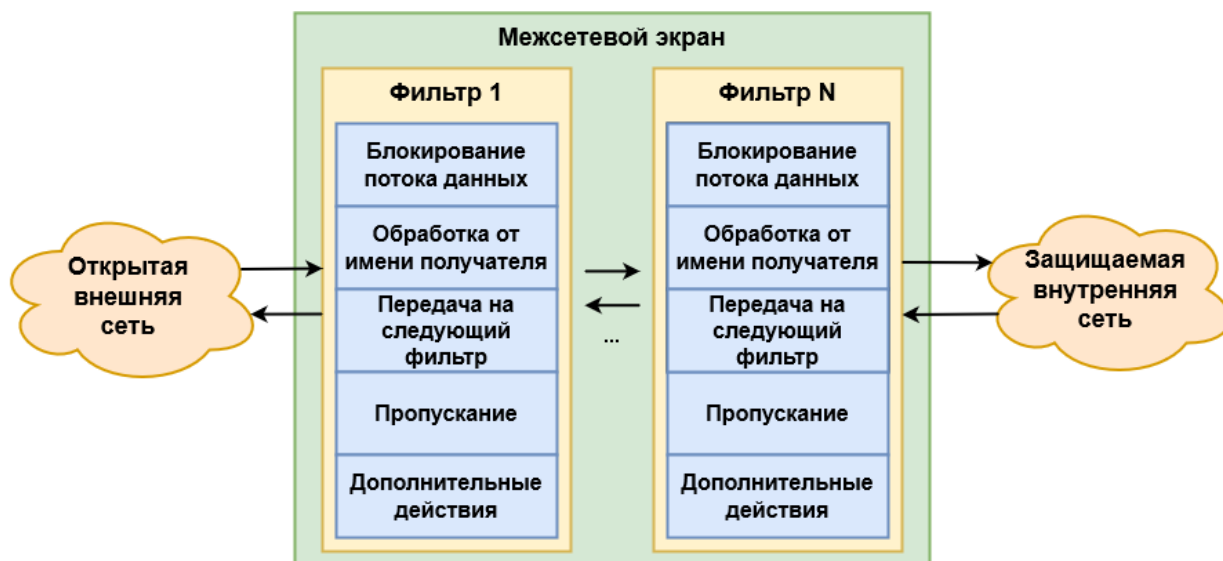 Межсетевой экран
Фильтр 1
Блокирование
потока данных
Обработка от
имени получателя
Передача на
следующий
фильтр
Пропускание
Дополнительные
действия
Фильтр N
Блокирование
потока данных
Обработка от
имени получателя
Передача на
следующий
фильтр
Пропускание
Дополнительные
действия
Открытая
внешняя
сеть
...
Защищаемая
внутренняя
сеть